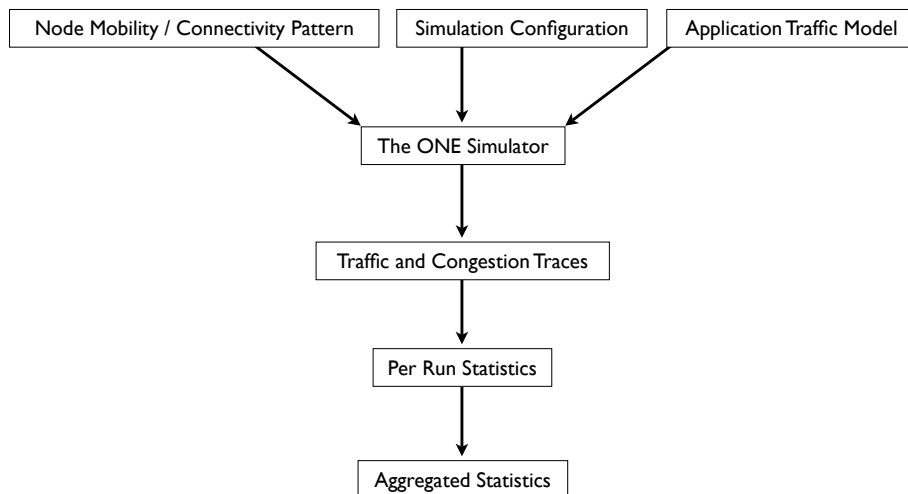 Node Mobility / Connectivity Pattern
Simulation Configuration
Application Traffic Model
The ONE Simulator
Traffic and Congestion Traces
Per Run Statistics
Aggregated Statistics